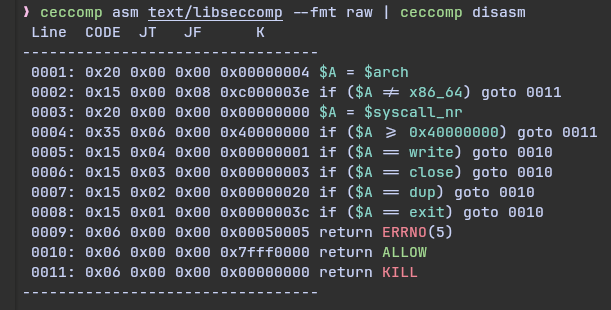 ❱ ceccomp asm text/libseccomp --fmt raw | ceccomp disasm
 Line  CODE  JT   JF      K
---------------------------------
 0001: 0x20 0x00 0x00 0x00000004 $A = $arch
 0002: 0x15 0x00 0x08 0xc000003e if ($A != x86_64) goto 0011
 0003: 0x20 0x00 0x00 0x00000000 $A = $syscall_nr
 0004: 0x35 0x06 0x00 0x40000000 if ($A >= 0x40000000) goto 0011
 0005: 0x15 0x04 0x00 0x00000001 if ($A == write) goto 0010
 0006: 0x15 0x03 0x00 0x00000003 if ($A == close) goto 0010
 0007: 0x15 0x02 0x00 0x00000020 if ($A == dup) goto 0010
 0008: 0x15 0x01 0x00 0x0000003c if ($A == exit) goto 0010
 0009: 0x06 0x00 0x00 0x00050005 return ERRNO(5)
 0010: 0x06 0x00 0x00 0x7fff0000 return ALLOW
 0011: 0x06 0x00 0x00 0x00000000 return KILL
---------------------------------